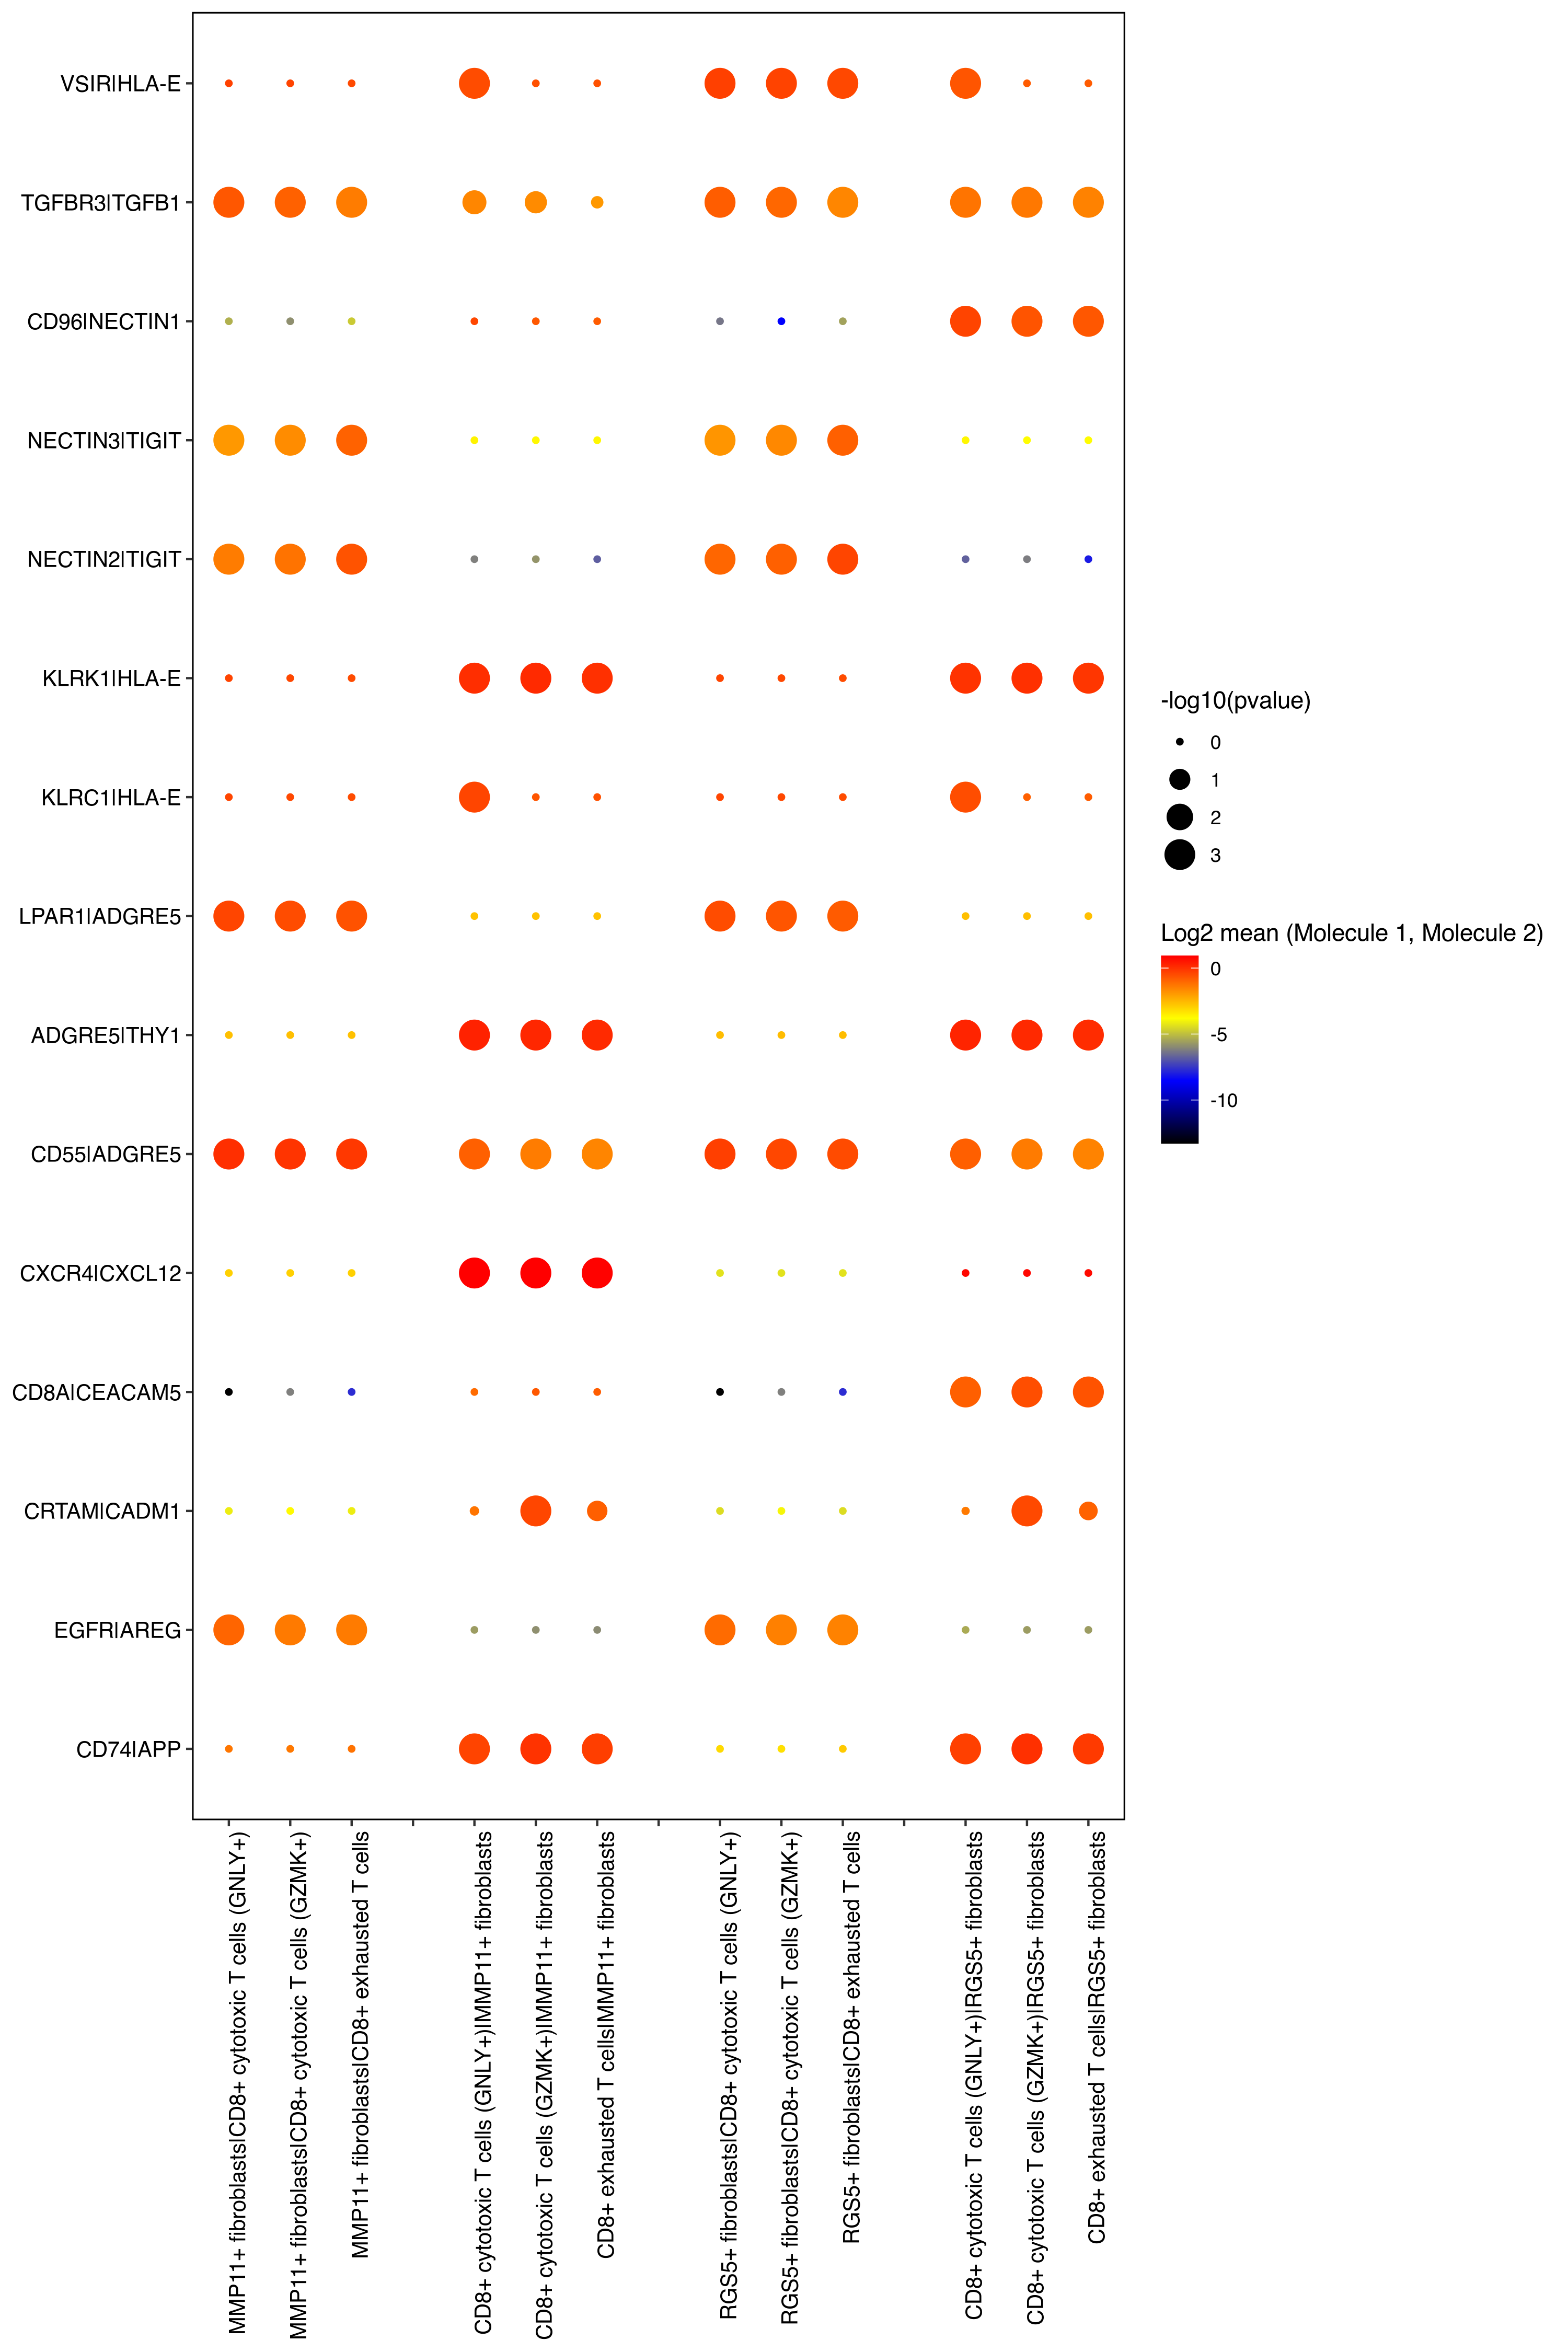 VSIR|HLA-E
TGFBR3|TGFB1
CD96|NECTIN1
NECTIN3|TIGIT
NECTIN2|TIGIT
KLRK1|HLA-E
KLRC1|HLA-E
LPAR1|ADGRE5
ADGRE5|THY1
CD55|ADGRE5
CXCR4|CXCL12
CD8A|CEACAM5
CRTAM|CADM1
EGFR|AREG
CD74|APP
MMP11+ fibroblasts|CD8+ cytotoxic T cells (GNLY+)
MMP11+ fibroblasts|CD8+ cytotoxic T cells (GZMK+)
MMP11+ fibroblasts|CD8+ exhausted T cells
CD8+ cytotoxic T cells (GNLY+)|MMP11+ fibroblasts
CD8+ cytotoxic T cells (GZMK+)|MMP11+ fibroblasts
CD8+ exhausted T cells|MMP11+ fibroblasts
RGS5+ fibroblasts|CD8+ cytotoxic T cells (GNLY+)
RGS5+ fibroblasts|CD8+ cytotoxic T cells (GZMK+)
RGS5+ fibroblasts|CD8+ exhausted T cells
CD8+ cytotoxic T cells (GNLY+)|RGS5+ fibroblasts
CD8+ cytotoxic T cells (GZMK+)|RGS5+ fibroblasts
CD8+ exhausted T cells|RGS5+ fibroblasts
-log10(pvalue)
0
1
2
3
Log2 mean (Molecule 1, Molecule 2)
0
-5
-10